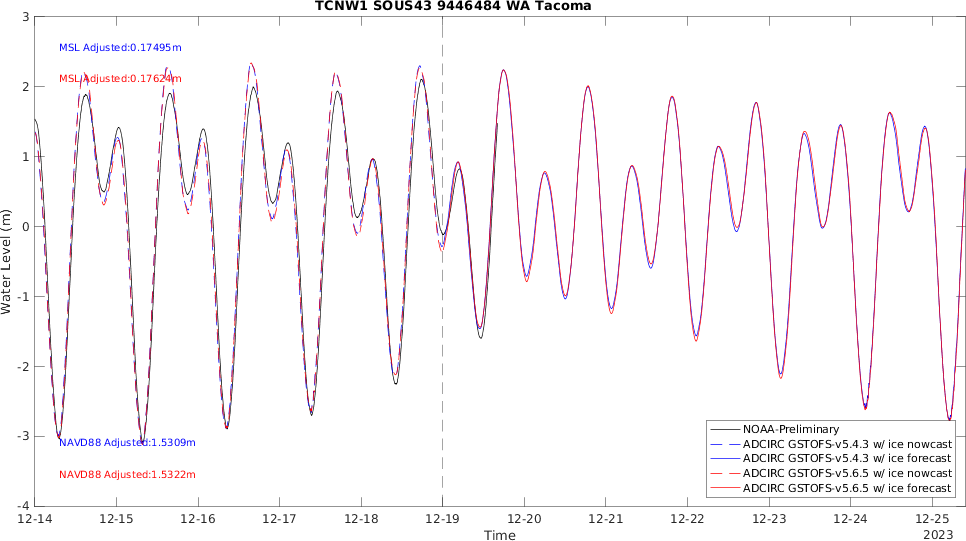 TCNW1 SOUS43 9446484 WA Tacoma
3
2
1
0
-1
-2
-3
-4
Water Level (m)
MSL Adjusted:0.17495m
MSL Adjusted:0.17624m
NAVD88 Adjusted:1.5309m
NAVD88 Adjusted:1.5322m
NOAA-Preliminary
ADCIRC GSTOFS-v5.4.3 w/ ice nowcast
ADCIRC GSTOFS-v5.4.3 w/ ice forecast
ADCIRC GSTOFS-v5.6.5 w/ ice nowcast
ADCIRC GSTOFS-v5.6.5 w/ ice forecast
12-14 12-15 12-16 12-17 12-18 12-19 12-20 12-21 12-22 12-23 12-24 12-25
Time
2023